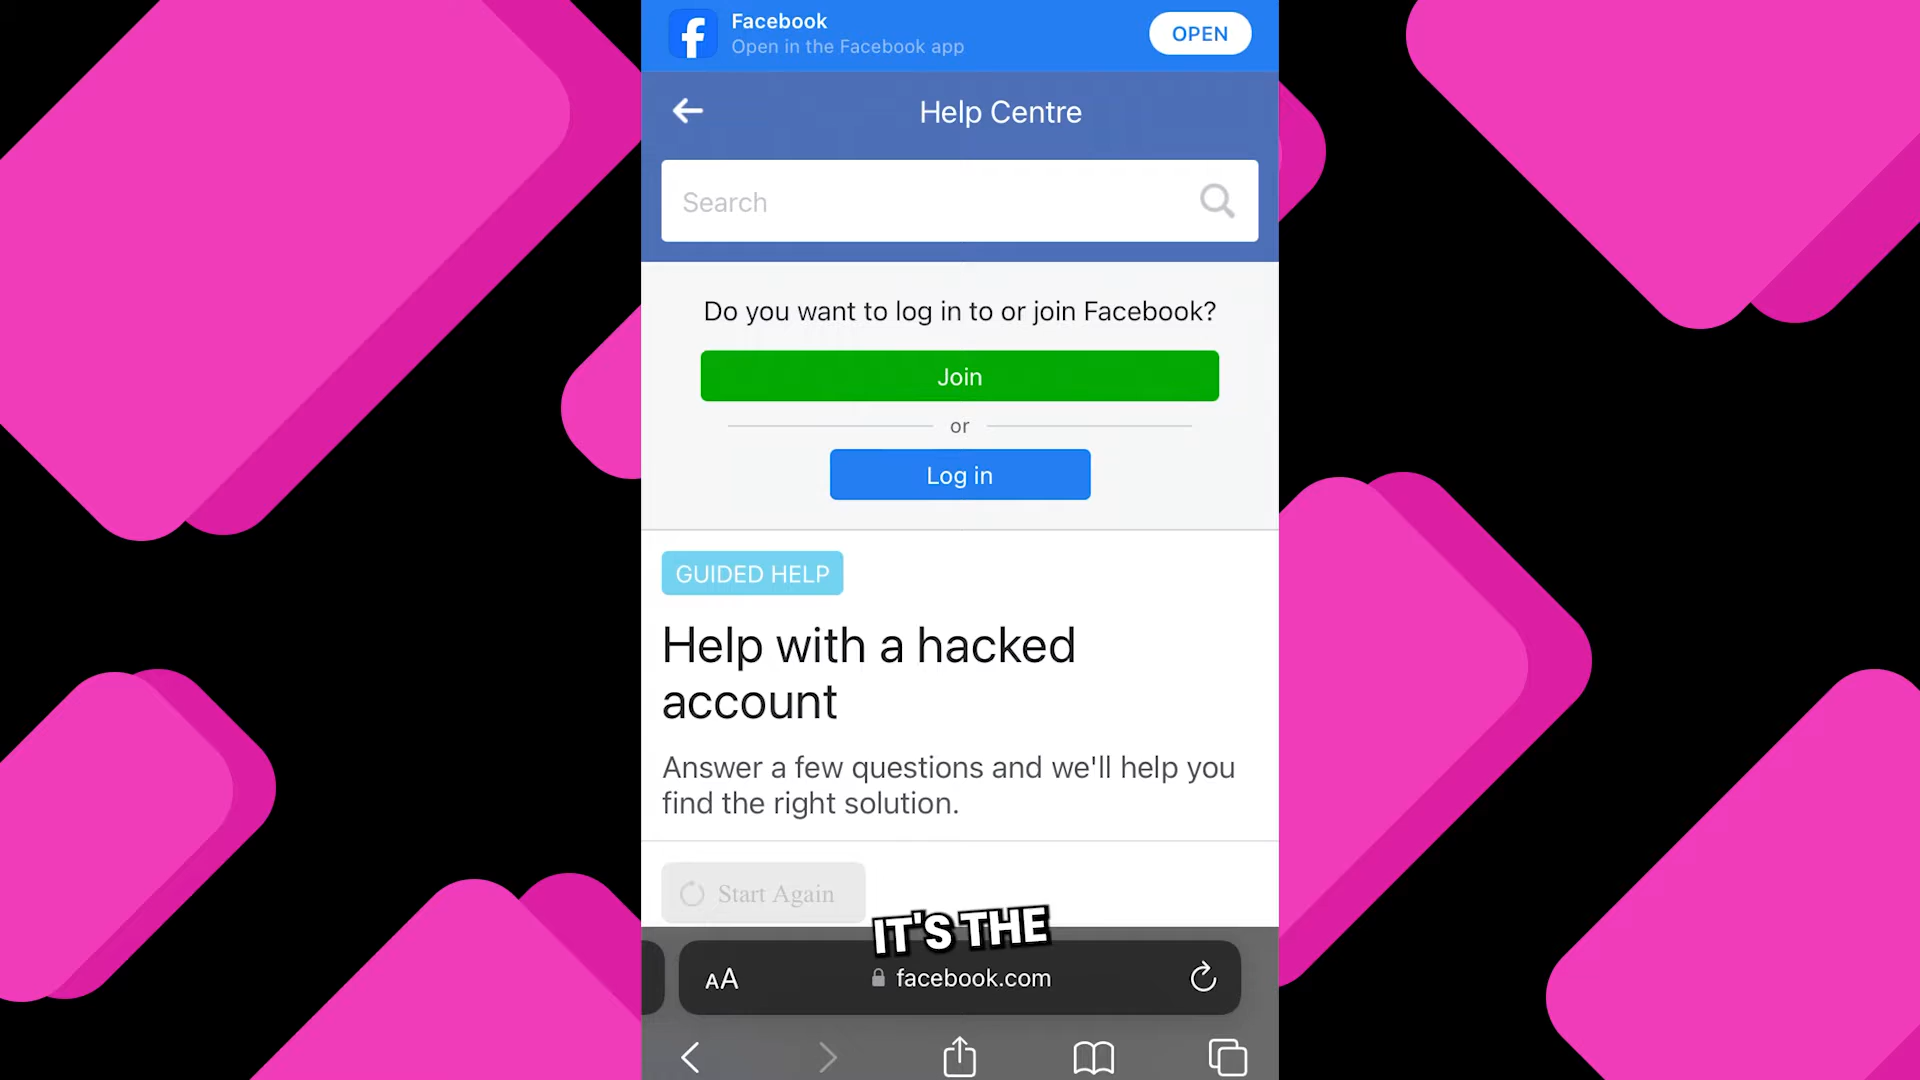 Facebook
Open in the Facebook app
OPEN
Help Centre
Search
Do you want to log in to or join Facebook?
Join
or
Log in
GUIDED HELP
Help with a hacked
account
Answer a few questions and we'll help you
find the right solution.
Start Again
IT'S THE
AA
facebook.com